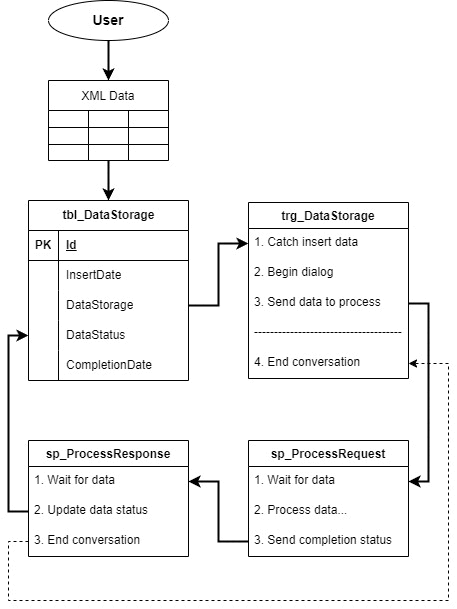 User
XML Data
tbl_DataStorage
PK Id
InsertDate
DataStorage
DataStatus
CompletionDate
trg_DataStorage
1. Catch insert data
2. Begin dialog
3. Send data to process
------------------------------------
4. End conversation
sp_ProcessResponse
1. Wait for data
2. Update data status
3. End conversation
sp_ProcessRequest
1. Wait for data
2. Process data...
3. Send completion status